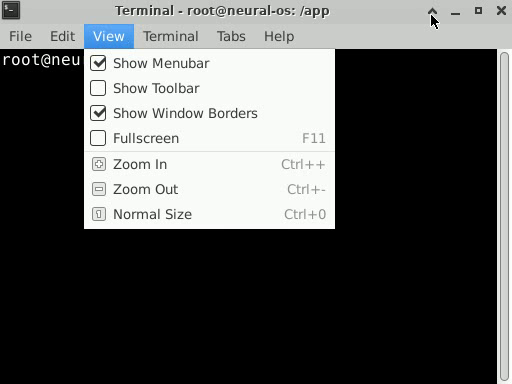 Terminal - root@neural-os: /app
File Edit View Terminal Tabs Help
root@neu
Show Menubar
Show Toolbar
Show Window Borders
Fullscreen F11
Zoom In Ctrl++
Zoom Out Ctrl+-
Normal Size Ctrl+0